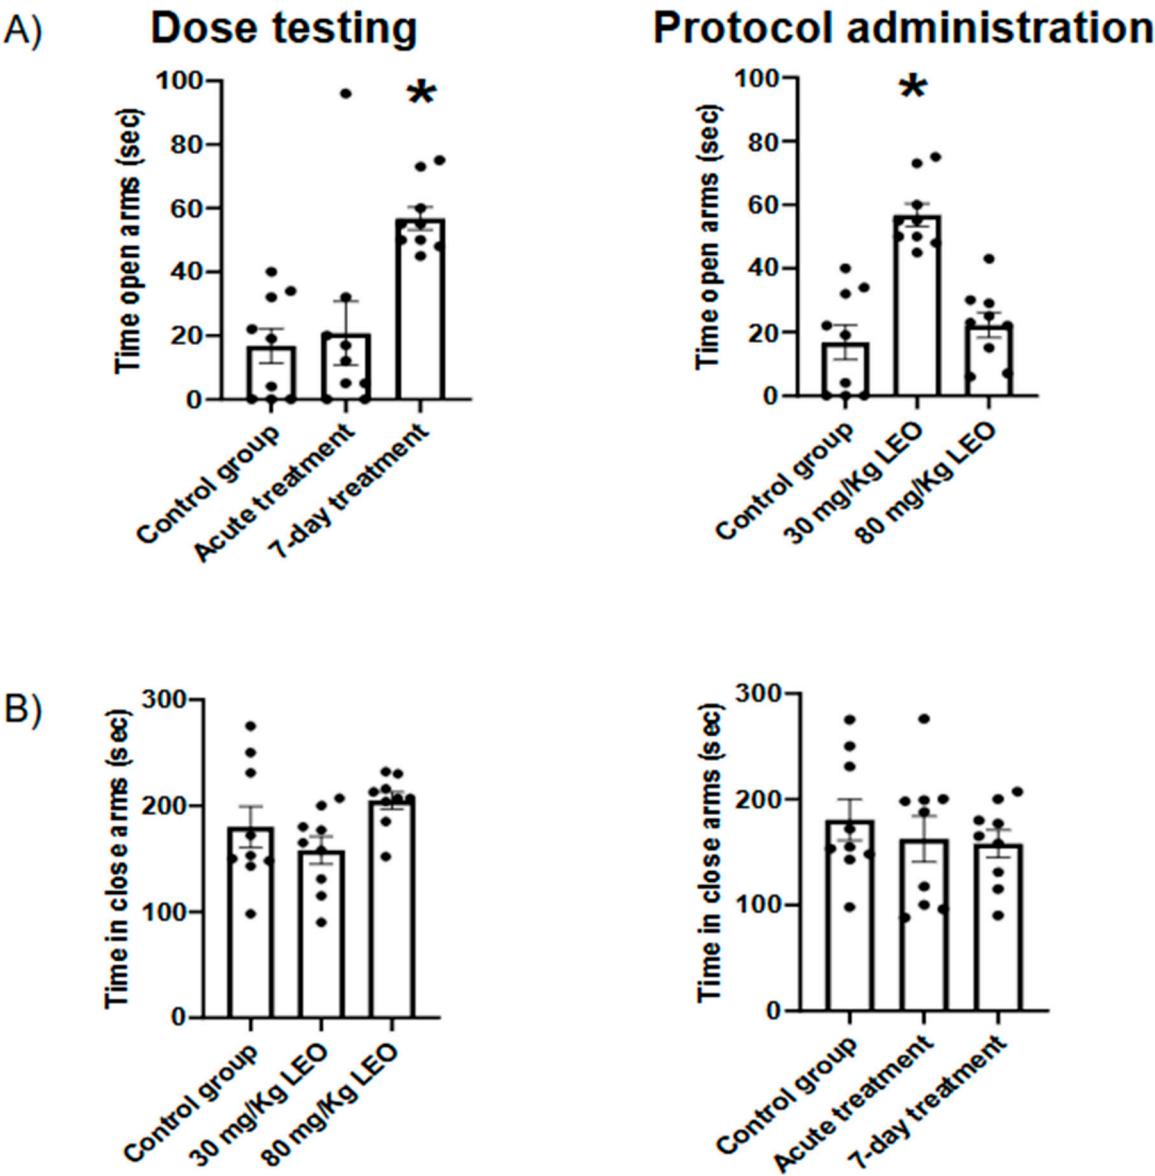 A)
Dose testing
Time open arms (sec)
100
80
60
40
20
0
*
Control group
Acute treatment
7-day treatment
Protocol administration
Time open arms (sec)
100
80
60
40
20
0
*
Control group
30 mg/Kg LEO
80 mg/Kg LEO
B)
Time in close arms (sec)
300
200
100
0
Control group
30 mg/Kg LEO
80 mg/Kg LEO
Time in close arms (sec)
300
200
100
0
Control group
Acute treatment
7-day treatment